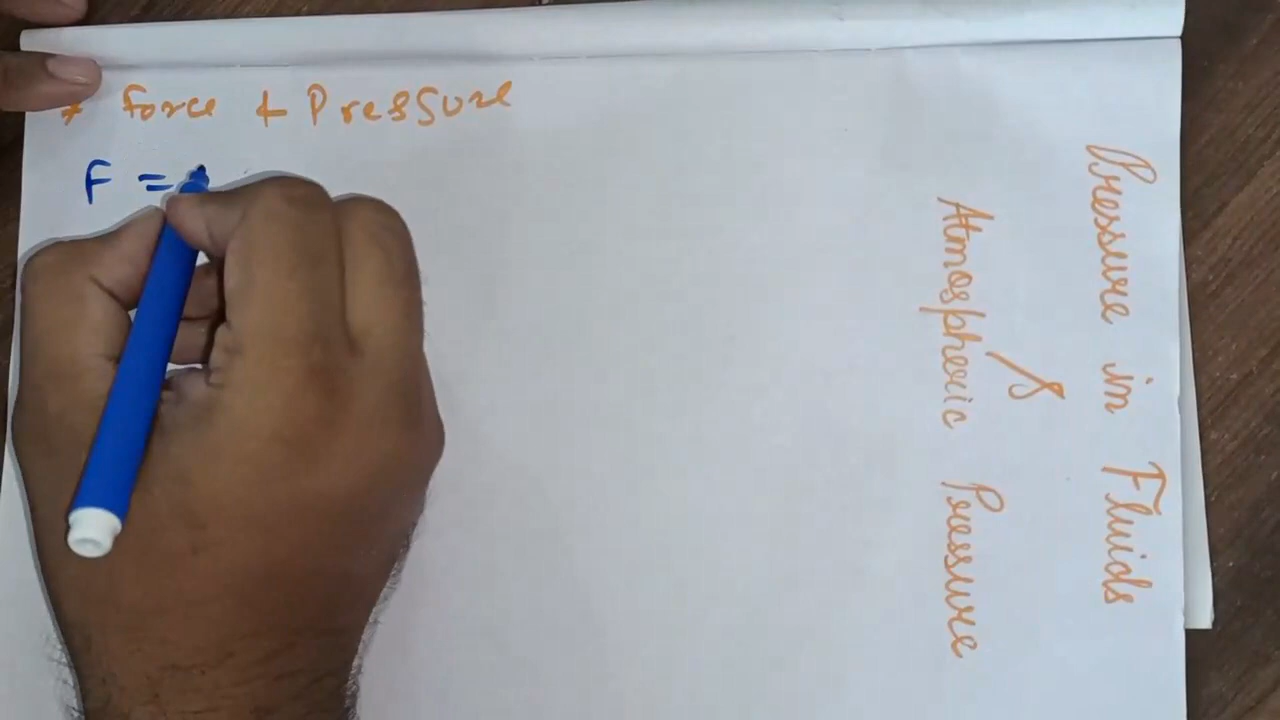 * Force & Pressure
F =
Pressure in Fluids
&
Atmospheric Pressure